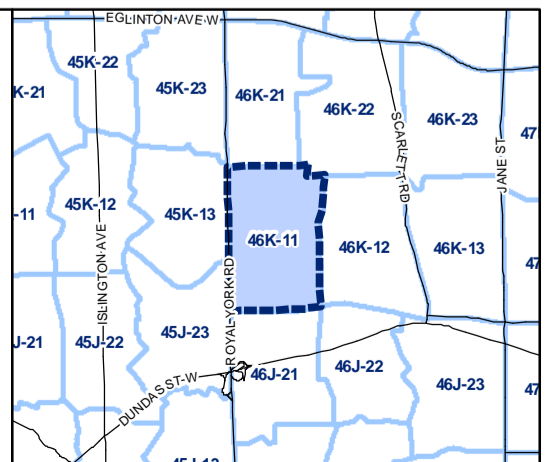 EGLINTON AVE W
45K-22
K-21
45K-23
46K-21
46K-22
46K-23
47
SCARLETT RD
JANE ST
-11
45K-12
45K-13
46K-11
46K-12
46K-13
47
ISLINGTON AVE
ROYAL YORK RD
J-21
45J-22
45J-23
46J-21
46J-22
46J-23
47
DUNDAS ST W